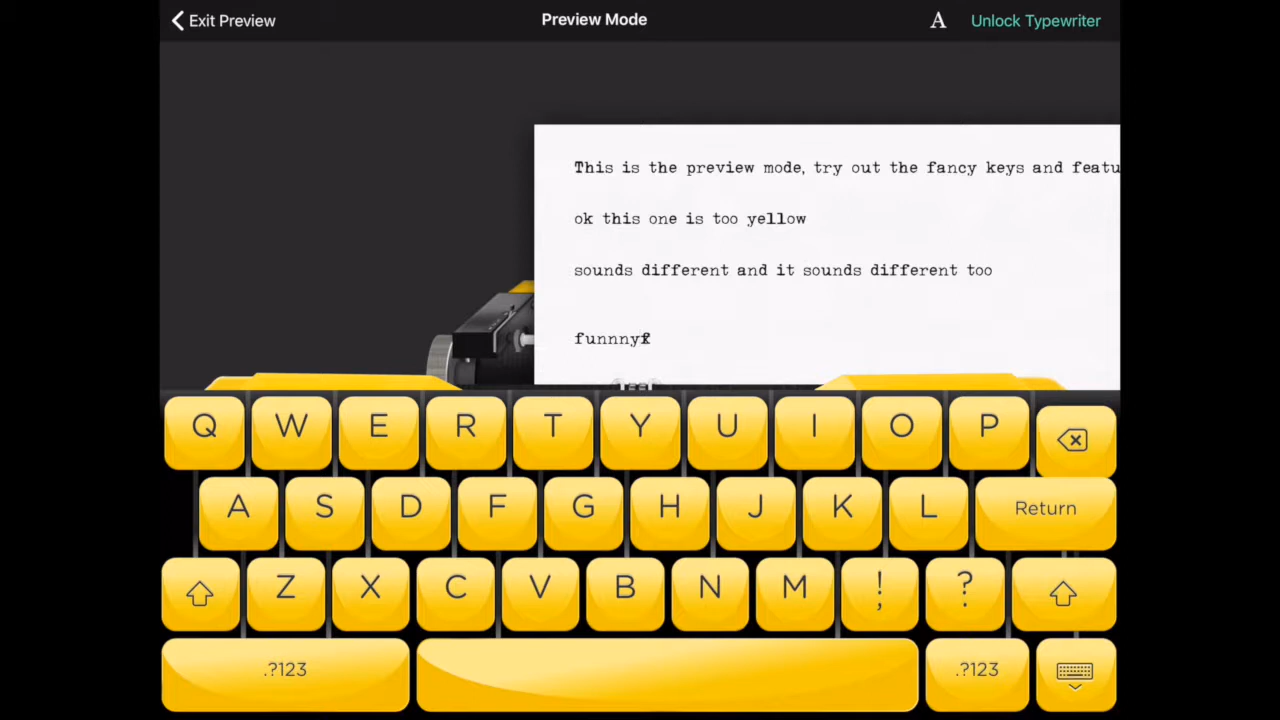 Exit Preview
Preview Mode
A
Unlock Typewriter
This is the preview mode, try out the fancy keys and featu
ok this one is too yellow
sounds different and it sounds different too
funnny
Q W E R T Y U I O P
A S D F G H J K L Return
Z X C V B N M ! , ? .
.?123 .?123